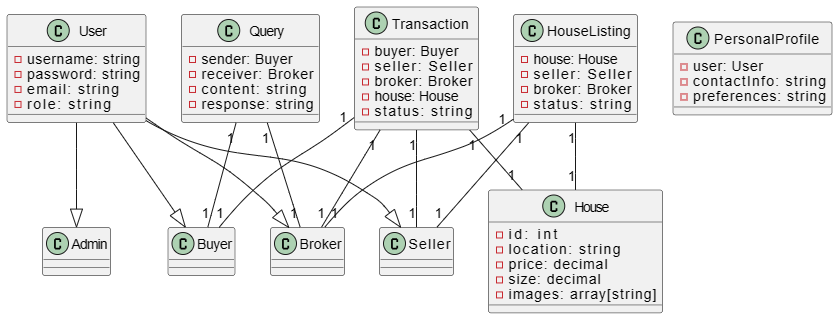 C User
username: string
password: string
email: string
role: string
C Query
sender: Buyer
receiver: Broker
content: string
response: string
C Transaction
buyer: Buyer
seller: Seller
broker: Broker
house: House
status: string
C HouseListing
house: House
seller: Seller
broker: Broker
status: string
C PersonalProfile
user: User
contactInfo: string
preferences: string
1 1 1 1 1 1 1 1 1 1
1 1 1 1 1 1 1 1 1
C Admin
C Buyer
C Broker
C Seller
C House
id: int
location: string
price: decimal
size: decimal
images: array[string]